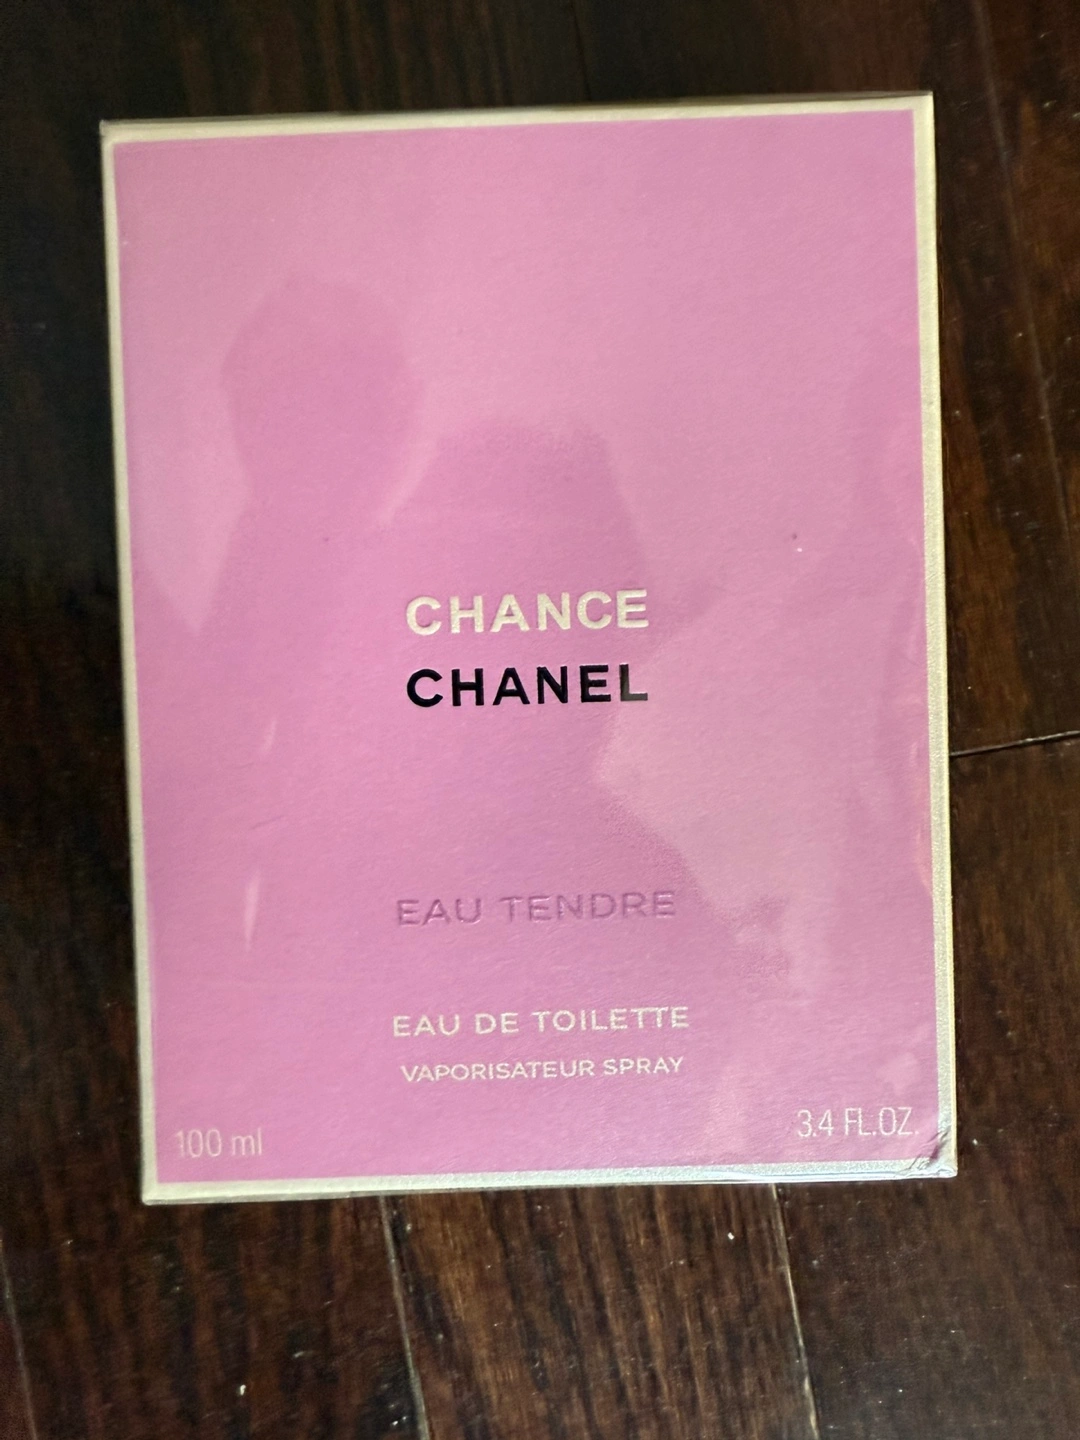 CHANCE
CHANEL
EAU TENDRE
EAU DE TOILETTE
VAPORISATEUR SPRAY
100 ml
3.4 FL.OZ.